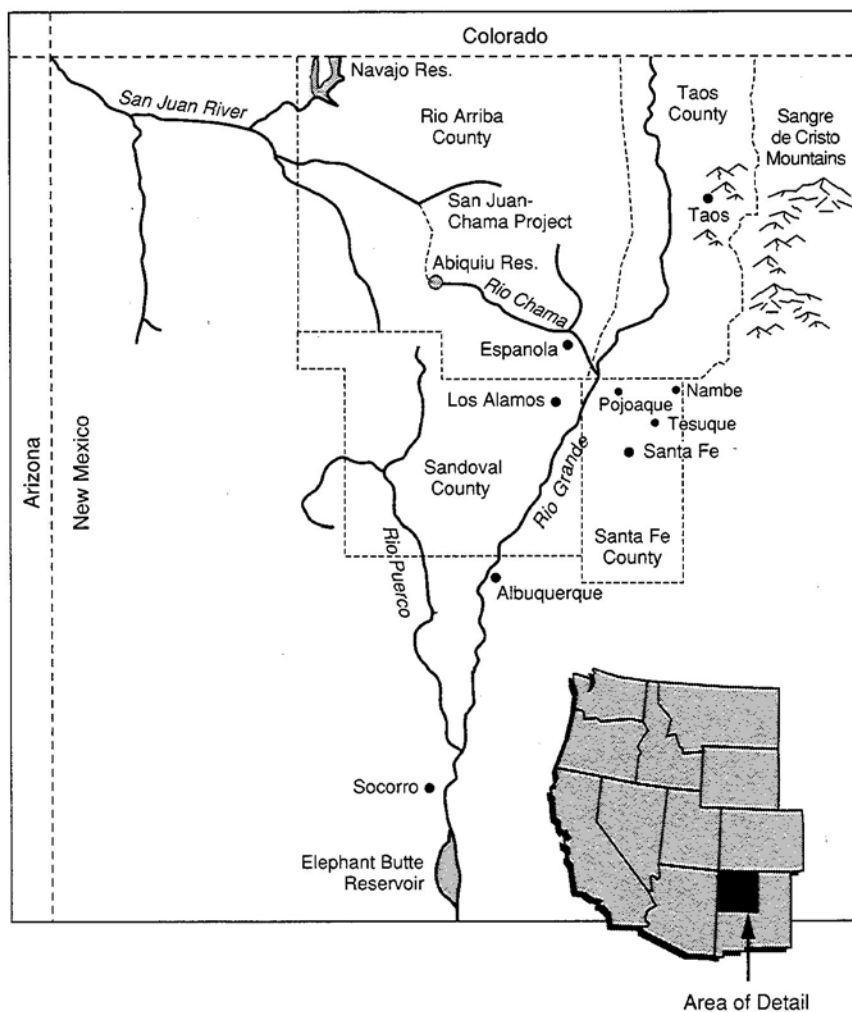 Colorado
Navajo Res.
San Juan River
Rio Arriba
County
Taos
County
Sangre
de Cristo
Mountains
San Juan-
Chama Project
Taos
Abiquiu Res.
Rio Chama
Espanola
Nambe
Los Alamos
Pojoaque
Tesuque
Santa Fe
Arizona
New Mexico
Sandoval
County
Rio Grande
Rio Puerco
Santa Fe
County
Albuquerque
Socorro
Elephant Butte
Reservoir
Area of Detail